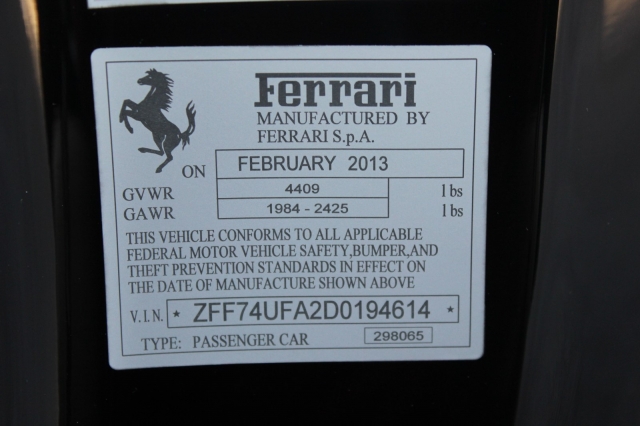 Ferrari
MANUFACTURED BY
FERRARI S.p.A.
ON FEBRUARY 2013
GVWR 4409 lbs
GAWR 1984 - 2425 lbs
THIS VEHICLE CONFORMS TO ALL APPLICABLE
FEDERAL MOTOR VEHICLE SAFETY,BUMPER,AND
THEFT PREVENTION STANDARDS IN EFFECT ON
THE DATE OF MANUFACTURE SHOWN ABOVE
V.I.N. * ZFF74UFA2D0194614 *
TYPE: PASSENGER CAR 298065